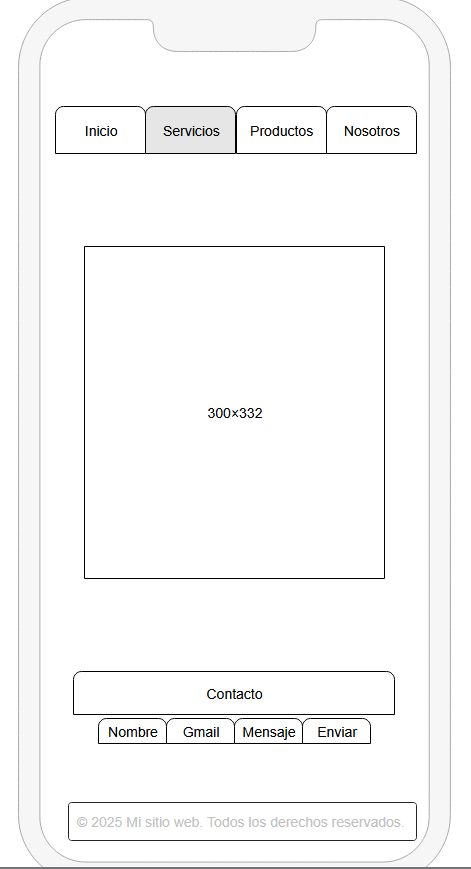 Inicio Servicios Productos Nosotros
300×332
Contacto
Nombre Gmail Mensaje Enviar
© 2025 Mi sitio web. Todos los derechos reservados.